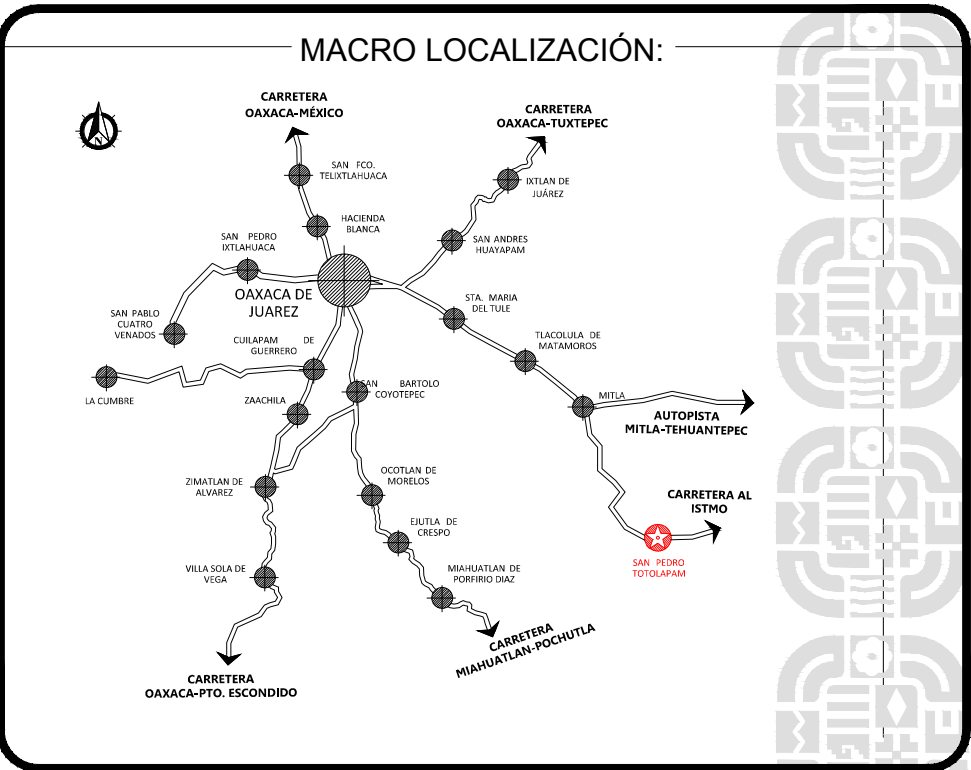 MACRO LOCALIZACIÓN:
CARRETERA
OAXACA-MÉXICO
CARRETERA
OAXACA-TUXTEPEC
N
SAN FCO.
TELIXTLAHUACA
IXTLAN DE
JUÁREZ
HACIENDA
BLANCA
SAN PEDRO
IXTLAHUACA
SAN ANDRES
HUAYAPAM
OAXACA DE
JUAREZ
STA. MARIA
DEL TULE
SAN PABLO
CUATRO
VENADOS
TLACOLULA DE
MATAMOROS
CUILAPAM DE
GUERRERO
LA CUMBRE
ZAACHILA
SAN BARTOLO
COYOTEPEC
MITLA
AUTOPISTA
MITLA-TEHUANTEPEC
ZIMATLAN DE
ALVAREZ
OCOTLAN DE
MORELOS
CARRETERA AL
ISTMO
EJUTLA DE
CRESPO
SAN PEDRO
TOTOLAPAM
VILLA SOLA DE
VEGA
MIAHUATLAN DE
PORFIRIO DIAZ
CARRETERA
MIAHUATLAN-POCHUTLA
CARRETERA
OAXACA-PTO. ESCONDIDO